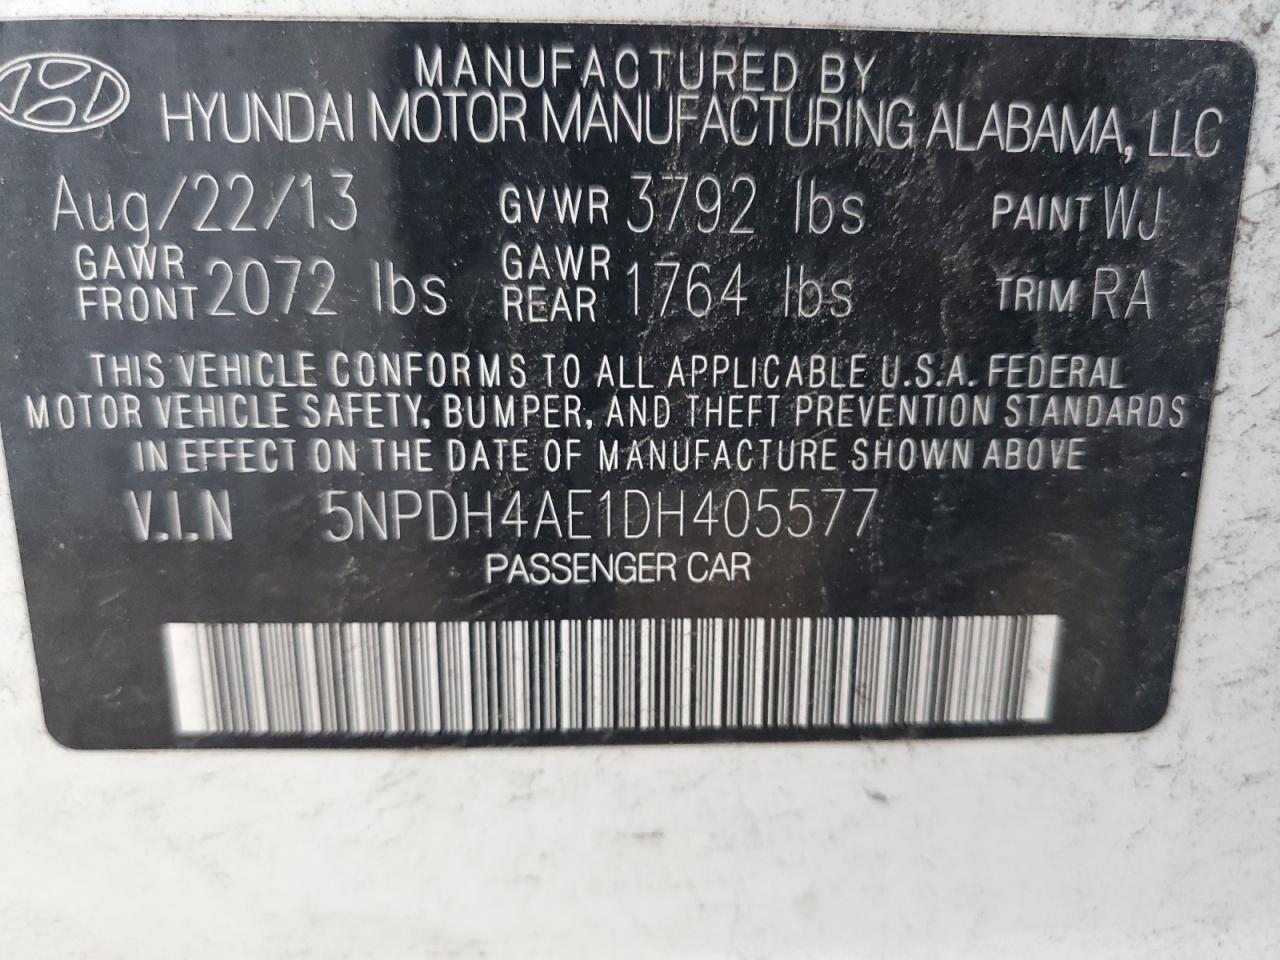 MANUFACTURED BY
HYUNDAI MOTOR MANUFACTURING ALABAMA, LLC
Aug/22/13 GVWR 3792 lbs PAINT WJ
GAWR FRONT 2072 lbs GAWR REAR 1764 lbs TRIM RA
THIS VEHICLE CONFORMS TO ALL APPLICABLE U.S.A. FEDERAL
MOTOR VEHICLE SAFETY, BUMPER, AND THEFT PREVENTION STANDARDS
IN EFFECT ON THE DATE OF MANUFACTURE SHOWN ABOVE
V.I.N 5NPDH4AE1DH405577
PASSENGER CAR